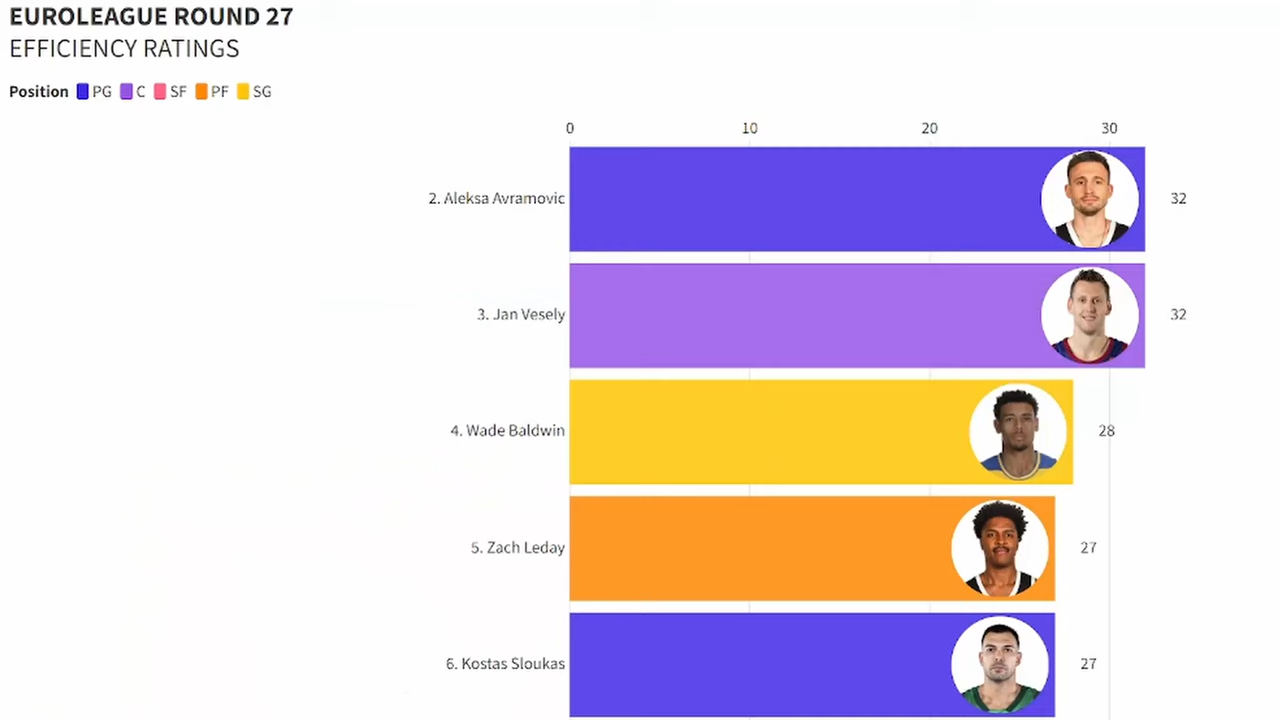 EUROLEAGUE ROUND 27
EFFICIENCY RATINGS
Position PG C SF PF SG
0 10 20 30
2. Aleksa Avramovic 32
3. Jan Vesely 32
4. Wade Baldwin 28
5. Zach Leday 27
6. Kostas Sloukas 27